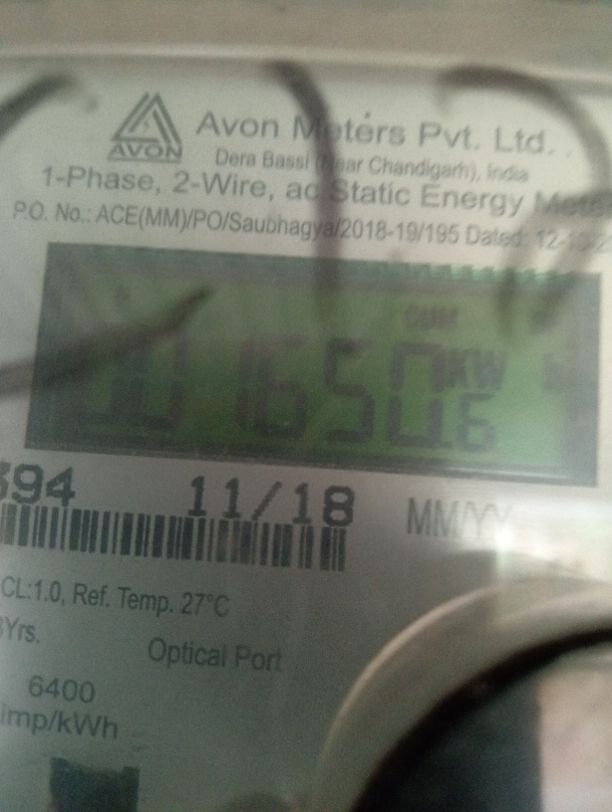 AVON
Avon Meters Pvt. Ltd.
Dera Bassi (Near Chandigarh), India
1-Phase, 2-Wire, ac Static Energy Meter
P.O. No.: ACE(MM)/PO/Saubhagya/2018-19/195 Dated:
CUM
1650.6 KW
394 11/18 MM/YY
CL:1.0, Ref. Temp. 27°C
Yrs.
Optical Port
6400
imp/kWh